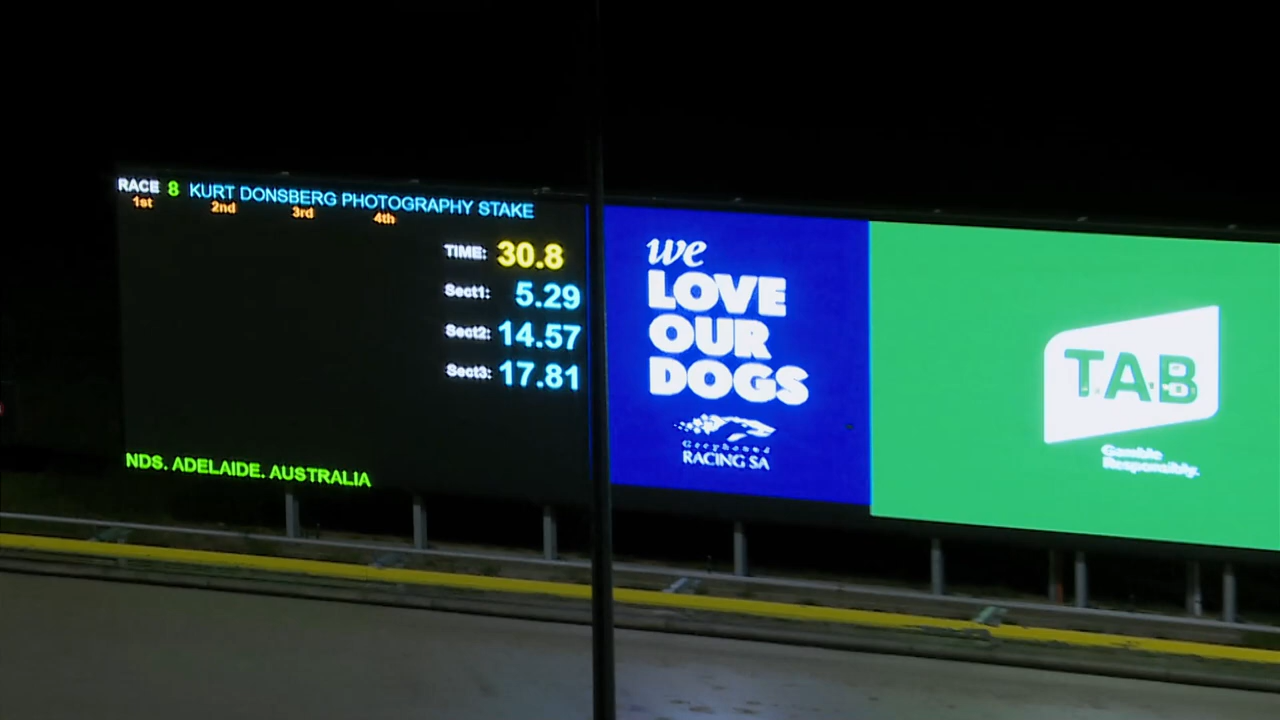 RACE 8 KURT DONSBERG PHOTOGRAPHY STAKE
1st 2nd 3rd 4th
TIME: 30.8
Sect1: 5.29
Sect2: 14.57
Sect3: 17.81
NDS. ADELAIDE. AUSTRALIA
we
LOVE
OUR
DOGS
Greyhound
RACING SA
TAB
Gamble
Responsibly.